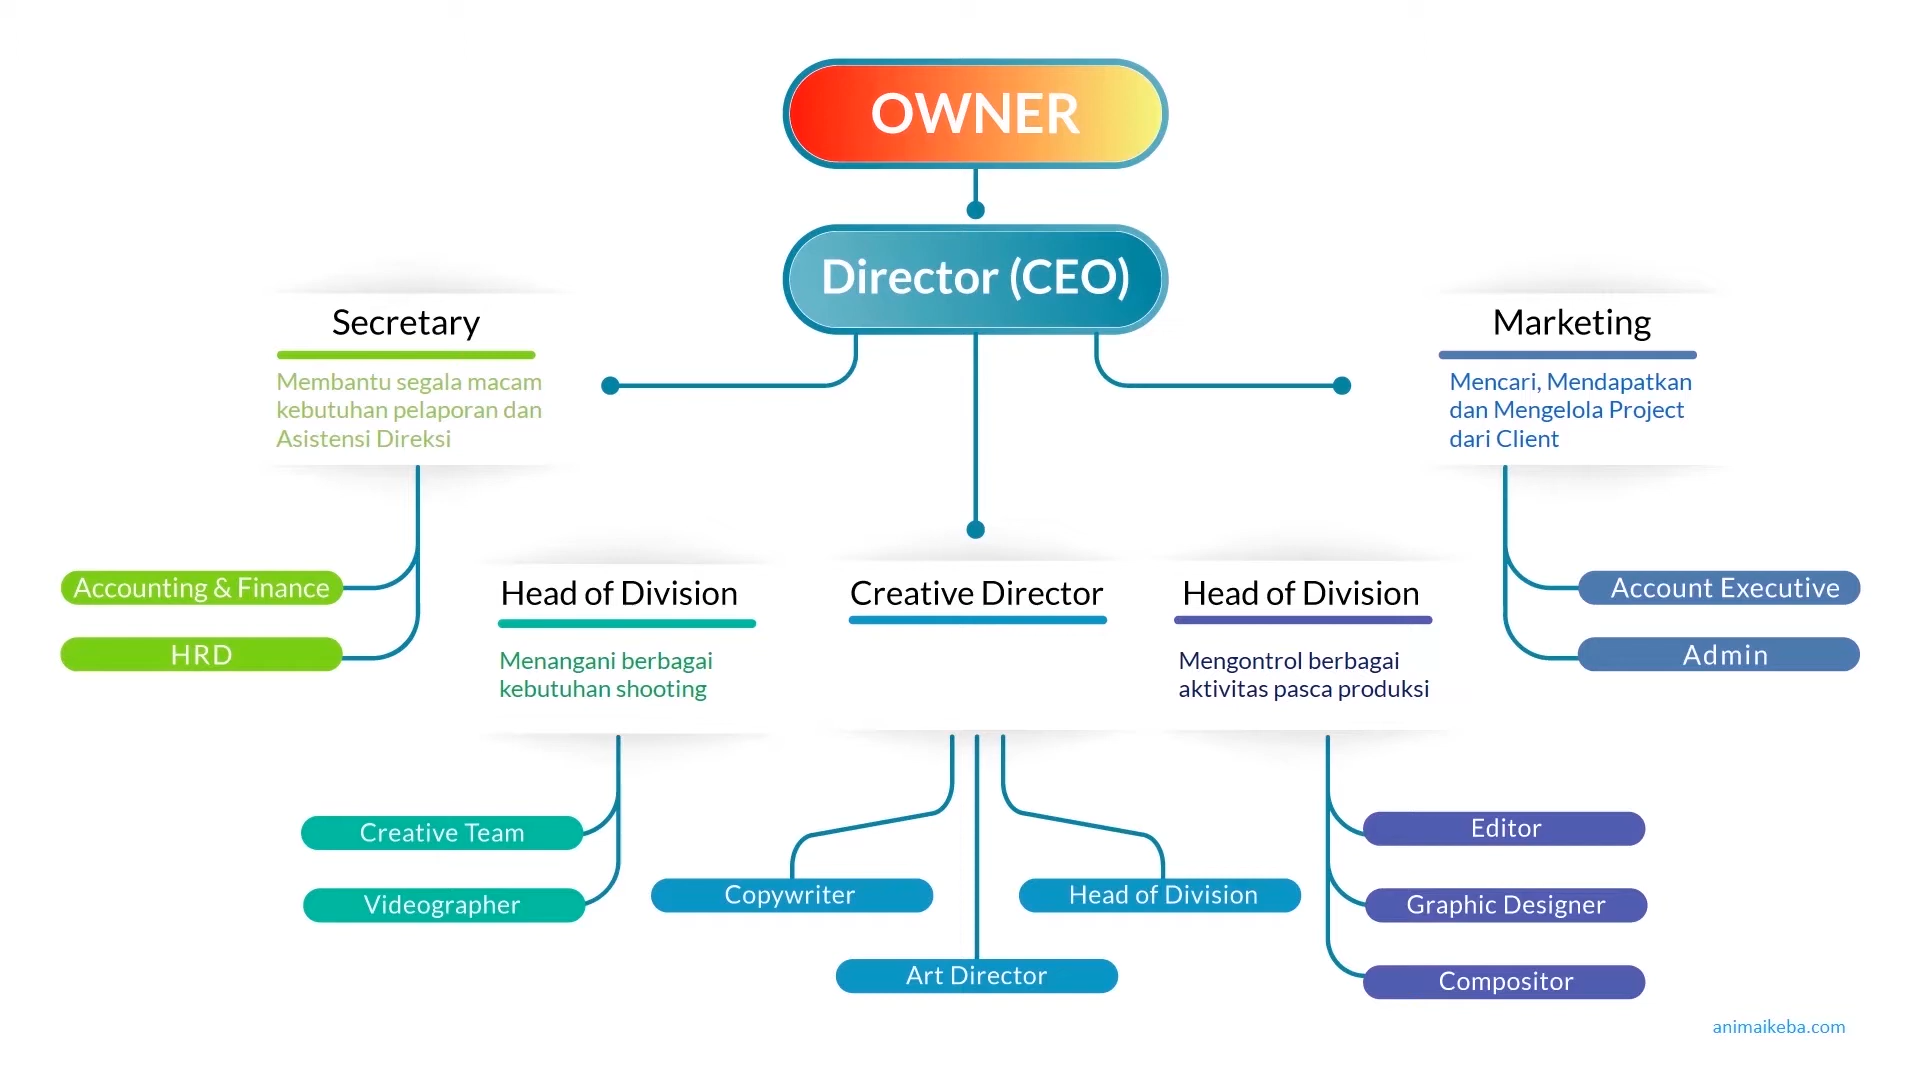 OWNER
Director (CEO)
Secretary
Membantu segala macam
kebutuhan pelaporan dan
Asistensi Direksi
Marketing
Mencari, Mendapatkan
dan Mengelola Project
dari Client
Accounting & Finance
HRD
Account Executive
Admin
Head of Division
Menangani berbagai
kebutuhan shooting
Creative Director
Head of Division
Mengontrol berbagai
aktivitas pasca produksi
Creative Team
Videographer
Copywriter
Head of Division
Art Director
Editor
Graphic Designer
Compositor
animaikeba.com